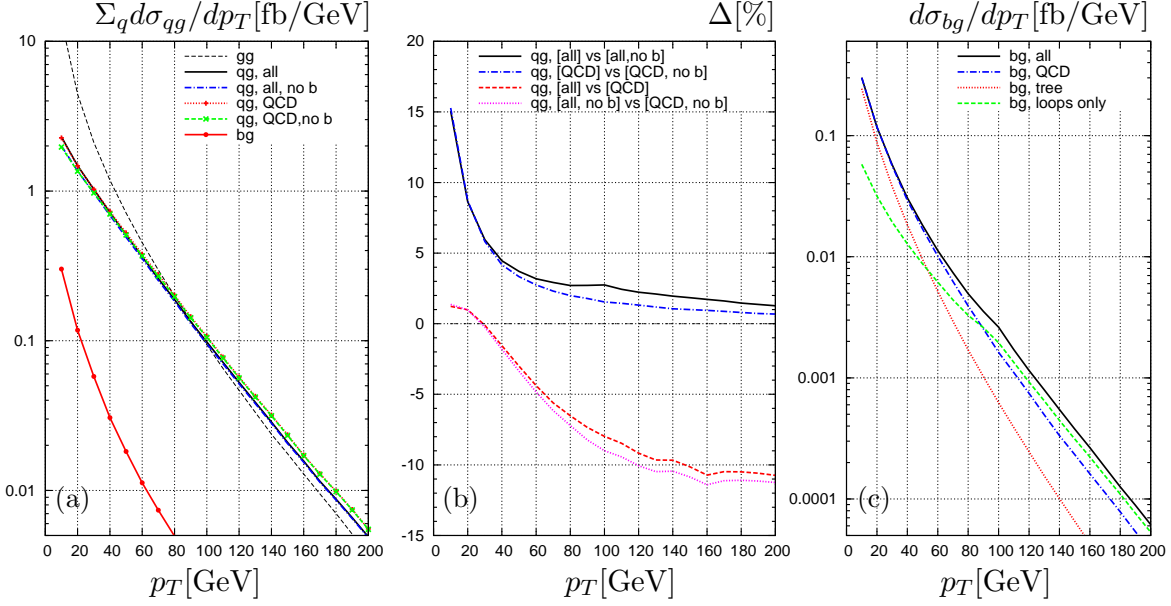 Σ_q dσ_qg/dp_T[fb/GeV]
gg
qg, all
qg, all, no b
qg, QCD
qg, QCD,no b
bg
10
1
0.1
0.01
(a)
0 20 40 60 80 100 120 140 160 180 200
p_T[GeV]
Δ[%]
qg, [all] vs [all,no b]
qg, [QCD] vs [QCD, no b]
qg, [all] vs [QCD]
qg, [all, no b] vs [QCD, no b]
20
15
10
5
0
-5
-10
-15
(b)
0 20 40 60 80 100 120 140 160 180 200
p_T[GeV]
dσ_bg/dp_T[fb/GeV]
bg, all
bg, QCD
bg, tree
bg, loops only
0.1
0.01
0.001
0.0001
(c)
0 20 40 60 80 100 120 140 160 180 200
p_T[GeV]